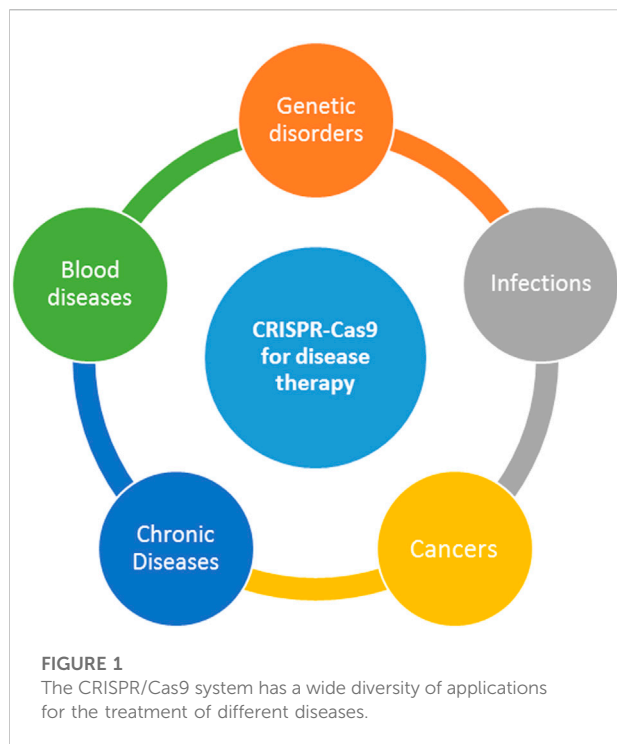 Genetic
disorders
Blood
diseases
Infections
CRISPR-Cas9
for disease
therapy
Chronic
Diseases
Cancers
FIGURE 1
The CRISPR/Cas9 system has a wide diversity of applications
for the treatment of different diseases.